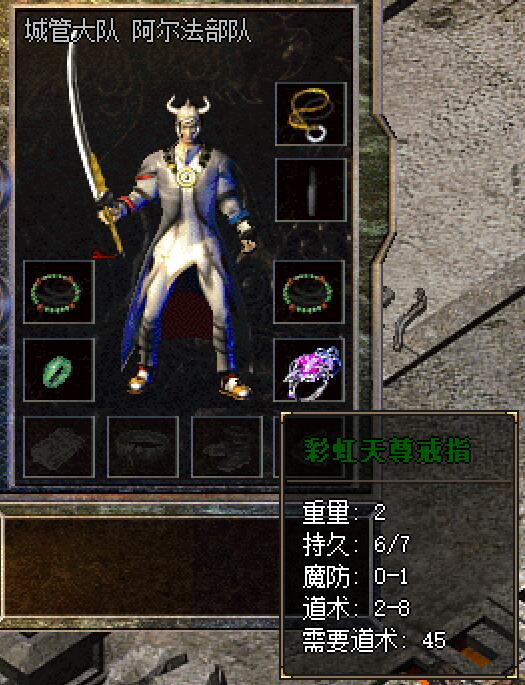 城管大队 阿尔法部队
彩虹天尊戒指
重量: 2
持久: 6/7
魔防: 0-1
道术: 2-8
需要道术: 45